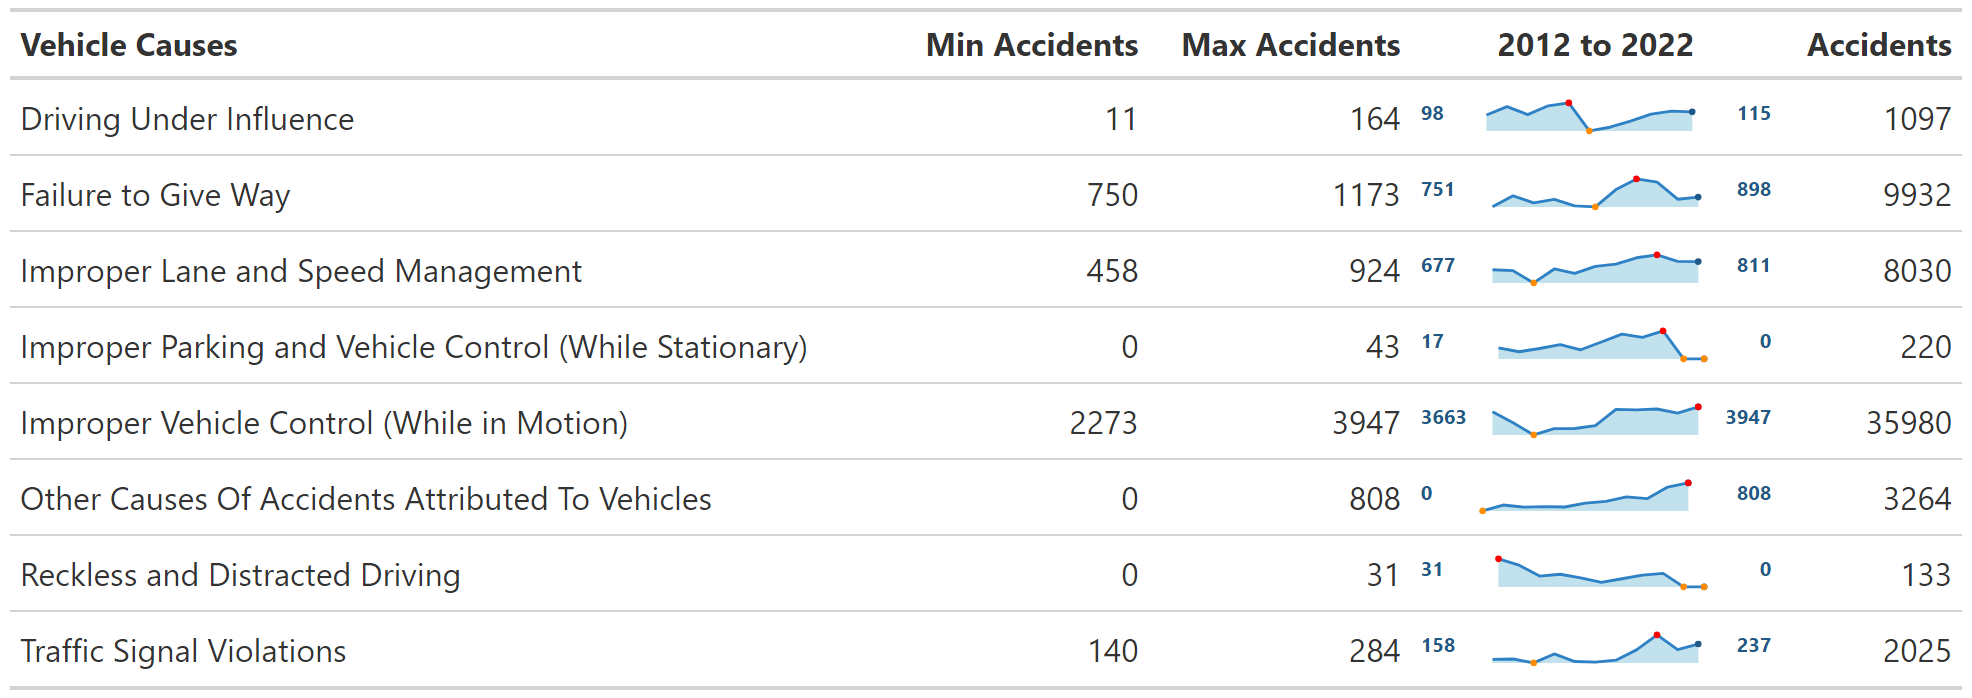 Vehicle Causes Min Accidents Max Accidents 2012 to 2022 Accidents
Driving Under Influence 11 164 98 115 1097
Failure to Give Way 750 1173 751 898 9932
Improper Lane and Speed Management 458 924 677 811 8030
Improper Parking and Vehicle Control (While Stationary) 0 43 17 0 220
Improper Vehicle Control (While in Motion) 2273 3947 3663 3947 35980
Other Causes Of Accidents Attributed To Vehicles 0 808 0 808 3264
Reckless and Distracted Driving 0 31 31 0 133
Traffic Signal Violations 140 284 158 237 2025